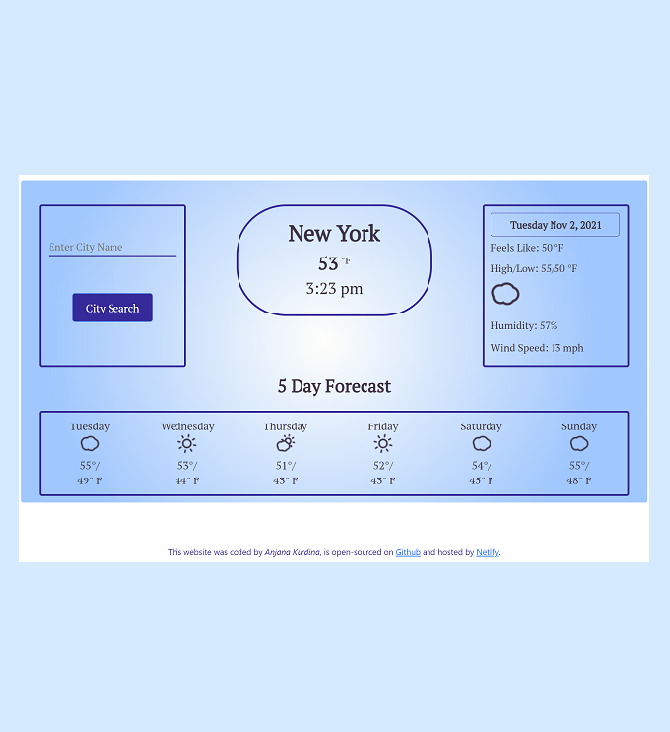 Enter City Name
City Search
New York
53 °F
3:23 pm
Tuesday Nov 2, 2021
Feels Like: 50°F
High/Low: 55/50 °F
Humidity: 57%
Wind Speed: 13 mph
5 Day Forecast
Tuesday Wednesday Thursday Friday Saturday Sunday
55°/ 53°/ 51°/ 52°/ 54°/ 55°/
49° F 44° F 43° F 43° F 45° F 48° F
This website was coded by Anjana Kurdina, is open-sourced on Github and hosted by Netlify.